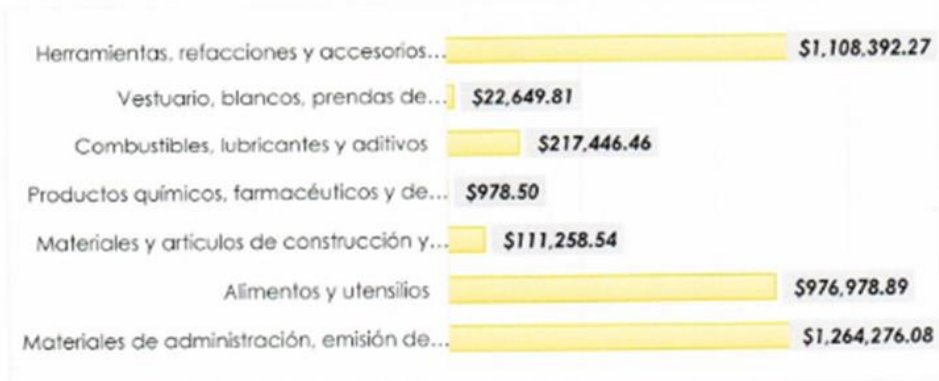 Herramientas, refacciones y accesorios... $1,108,392.27
Vestuario, blancos, prendas de... $22,649.81
Combustibles, lubricantes y aditivos $217,446.46
Productos químicos, farmacéuticos y de... $978.50
Materiales y articulos de construcción y... $111,258.54
Alimentos y utensilios $976,978.89
Materiales de administración, emisión de... $1,264,276.08